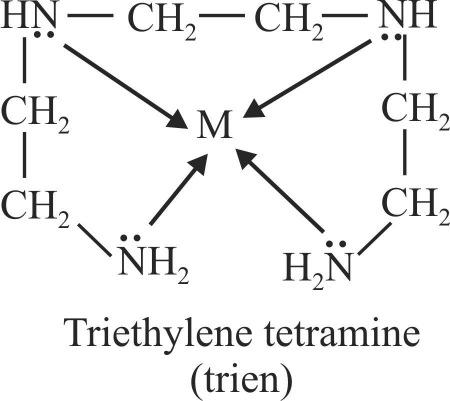 HN — CH₂ — CH₂ — NH
CH₂ M CH₂
CH₂ CH₂
NH₂ H₂N
Triethylene tetramine
(trien)